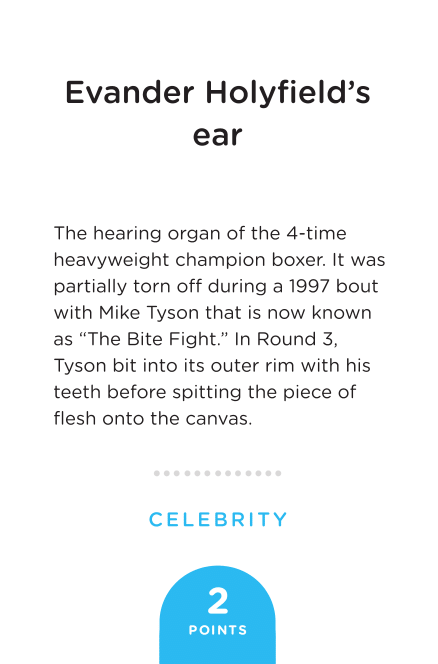 Evander Holyfield’s
ear
The hearing organ of the 4-time
heavyweight champion boxer. It was
partially torn off during a 1997 bout
with Mike Tyson that is now known
as “The Bite Fight.” In Round 3,
Tyson bit into its outer rim with his
teeth before spitting the piece of
flesh onto the canvas.
CELEBRITY
2
POINTS